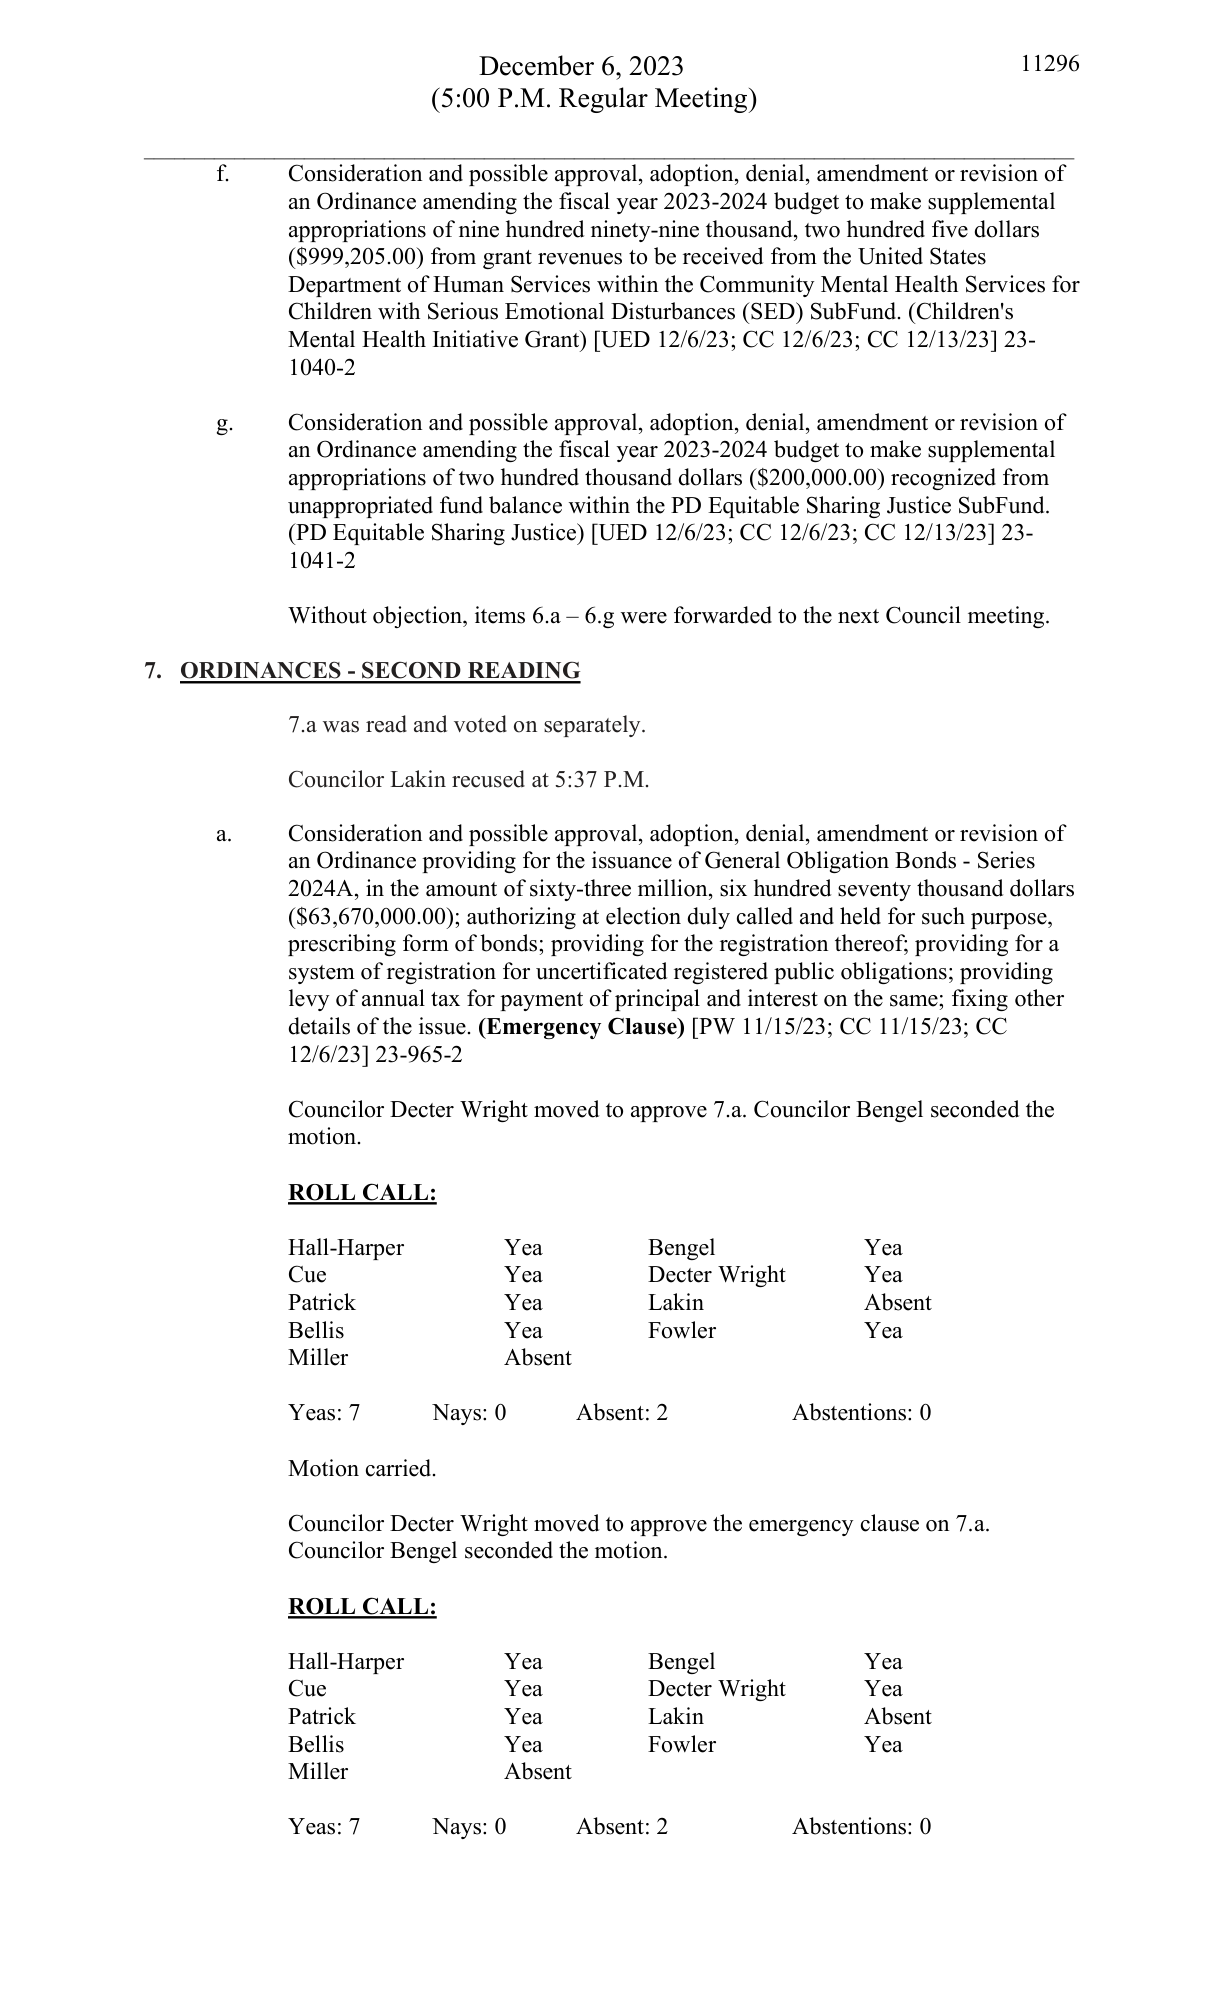 December 6, 2023
11296
(5:00 P.M. Regular Meeting)
f. Consideration and possible approval, adoption, denial, amendment or revision of
an Ordinance amending the fiscal year 2023-2024 budget to make supplemental
appropriations of nine hundred ninety-nine thousand, two hundred five dollars
($999,205.00) from grant revenues to be received from the United States
Department of Human Services within the Community Mental Health Services for
Children with Serious Emotional Disturbances (SED) SubFund. (Children's
Mental Health Initiative Grant) [UED 12/6/23; CC 12/6/23; CC 12/13/23] 23-
1040-2
g. Consideration and possible approval, adoption, denial, amendment or revision of
an Ordinance amending the fiscal year 2023-2024 budget to make supplemental
appropriations of two hundred thousand dollars ($200,000.00) recognized from
unappropriated fund balance within the PD Equitable Sharing Justice SubFund.
(PD Equitable Sharing Justice) [UED 12/6/23; CC 12/6/23; CC 12/13/23] 23-
1041-2
Without objection, items 6.a – 6.g were forwarded to the next Council meeting.
7. ORDINANCES - SECOND READING
7.a was read and voted on separately.
Councilor Lakin recused at 5:37 P.M.
a. Consideration and possible approval, adoption, denial, amendment or revision of
an Ordinance providing for the issuance of General Obligation Bonds - Series
2024A, in the amount of sixty-three million, six hundred seventy thousand dollars
($63,670,000.00); authorizing at election duly called and held for such purpose,
prescribing form of bonds; providing for the registration thereof; providing for a
system of registration for uncertificated registered public obligations; providing
levy of annual tax for payment of principal and interest on the same; fixing other
details of the issue. (Emergency Clause) [PW 11/15/23; CC 11/15/23; CC
12/6/23] 23-965-2
Councilor Decter Wright moved to approve 7.a. Councilor Bengel seconded the
motion.
ROLL CALL:
Hall-Harper Yea Bengel Yea
Cue Yea Decter Wright Yea
Patrick Yea Lakin Absent
Bellis Yea Fowler Yea
Miller Absent
Yeas: 7 Nays: 0 Absent: 2 Abstentions: 0
Motion carried.
Councilor Decter Wright moved to approve the emergency clause on 7.a.
Councilor Bengel seconded the motion.
ROLL CALL:
Hall-Harper Yea Bengel Yea
Cue Yea Decter Wright Yea
Patrick Yea Lakin Absent
Bellis Yea Fowler Yea
Miller Absent
Yeas: 7 Nays: 0 Absent: 2 Abstentions: 0